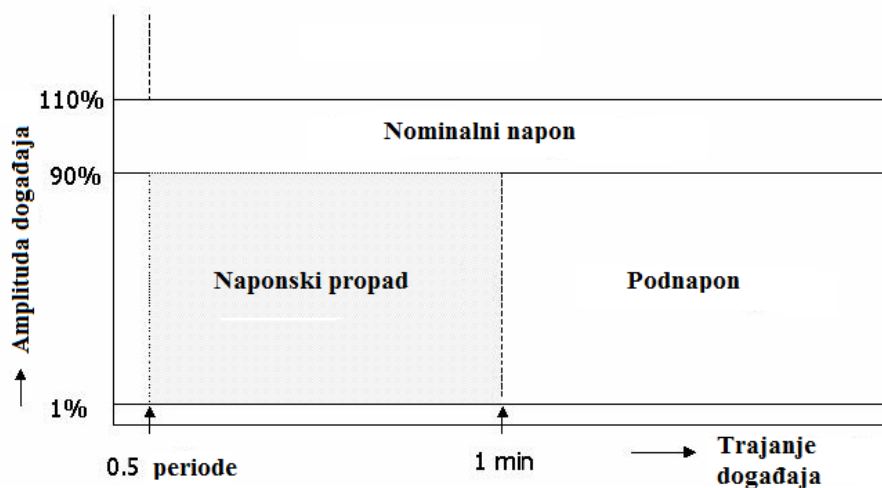 110%
Nominalni napon
90%
Naponski propad
Podnapon
Amplituda događaja
1%
0.5 periode
1 min
Trajanje
događaja